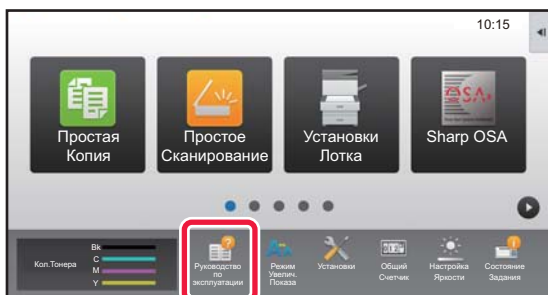 10:15
Простая
Копия
Простое
Сканирование
Установки
Лотка
Sharp OSA
Кол.Тонера
Bk
C
M
Y
Руководство
по
эксплуатации
Режим
Увелич.
Показа
Установки
Общий
Счетчик
Настройка
Яркости
Состояние
Задания